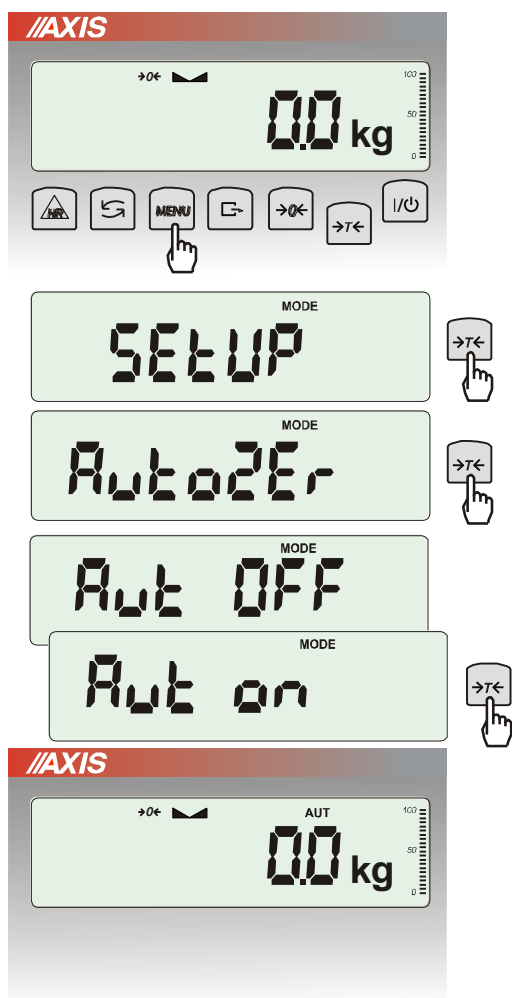 AXIS
→0←
100
50
0
0.0 kg
HR
MENU
→0←
→T←
I/
MODE
SEtUP
→T←
MODE
AutoZEr
→T←
MODE
Aut OFF
MODE
Aut on
→T←
AXIS
→0←
AUT
100
50
0
0.0 kg